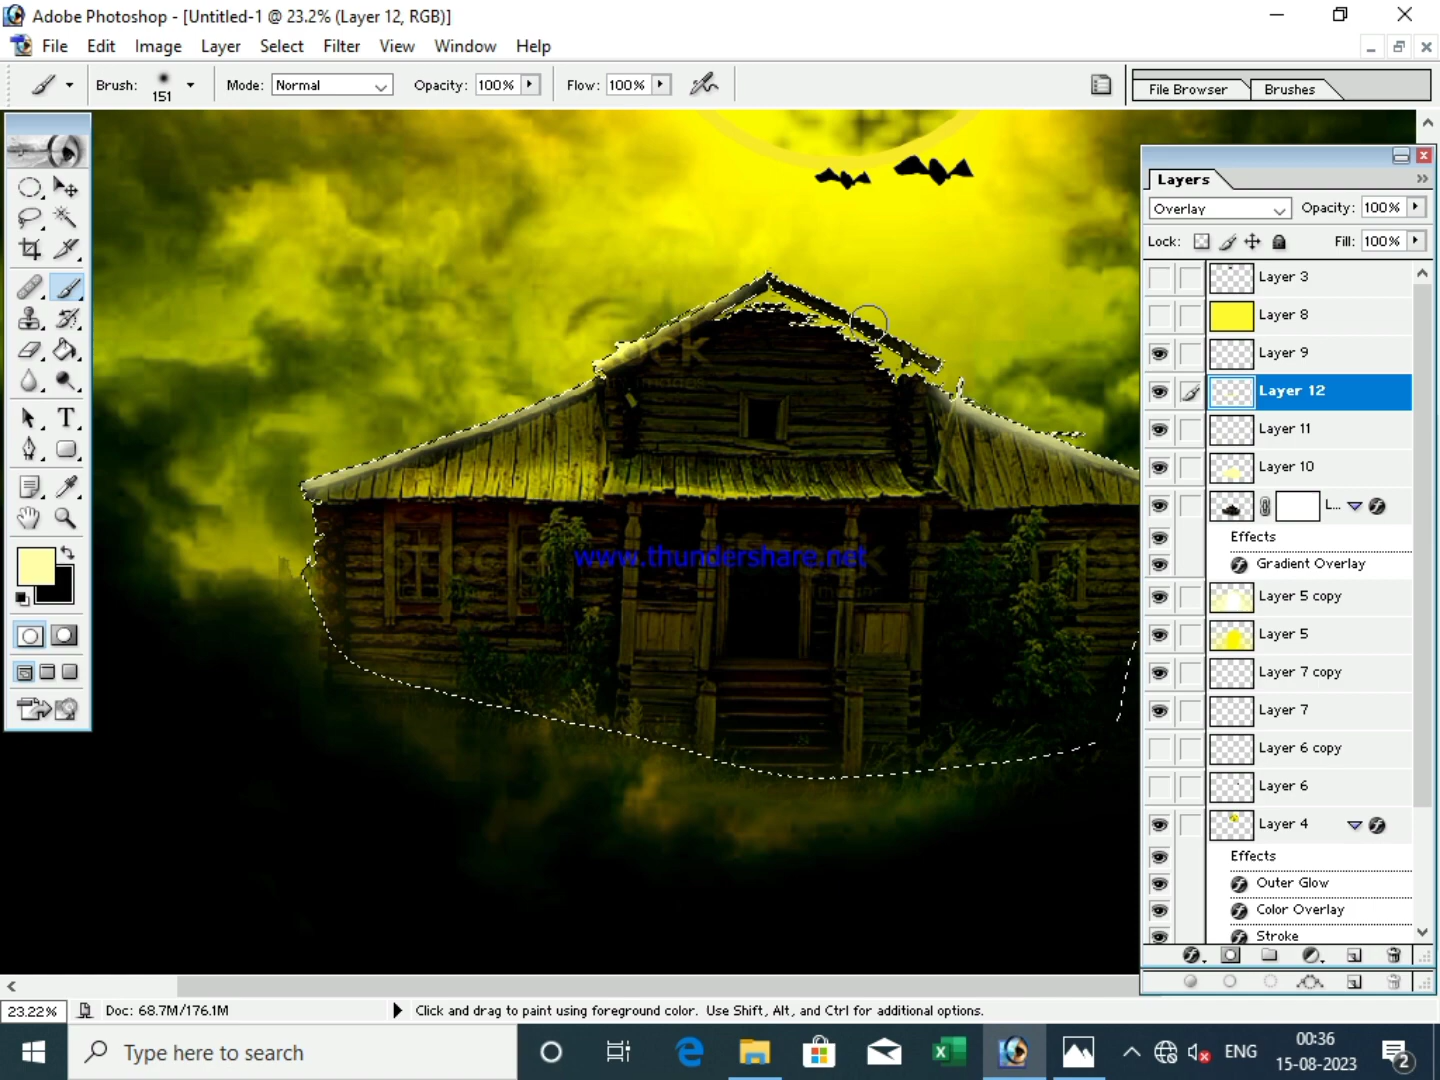 Adobe Photoshop - [Untitled-1 @ 23.2% (Layer 12, RGB)]
File Edit Image Layer Select Filter View Window Help
Brush: 151 Mode: Normal Opacity: 100% Flow: 100% File Browser Brushes
Layers
Overlay Opacity: 100%
Lock: Fill: 100%
Layer 3
Layer 8
Layer 9
Layer 12
Layer 11
Layer 10
L...
Effects
Gradient Overlay
Layer 5 copy
Layer 5
Layer 7 copy
Layer 7
Layer 6 copy
Layer 6
Layer 4
Effects
Outer Glow
Color Overlay
Stroke
www.thundershare.net
23.22% Doc: 68.7M/176.1M Click and drag to paint using foreground color. Use Shift, Alt, and Ctrl for additional options.
Type here to search
ENG
00:36
15-08-2023
2